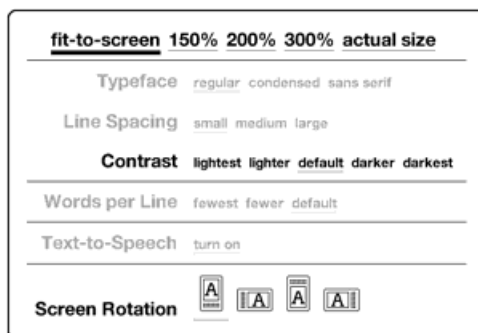 fit-to-screen 150% 200% 300% actual size
Typeface regular condensed sans serif
Line Spacing small medium large
Contrast lightest lighter default darker darkest
Words per Line fewest fewer default
Text-to-Speech turn on
Screen Rotation A A A A